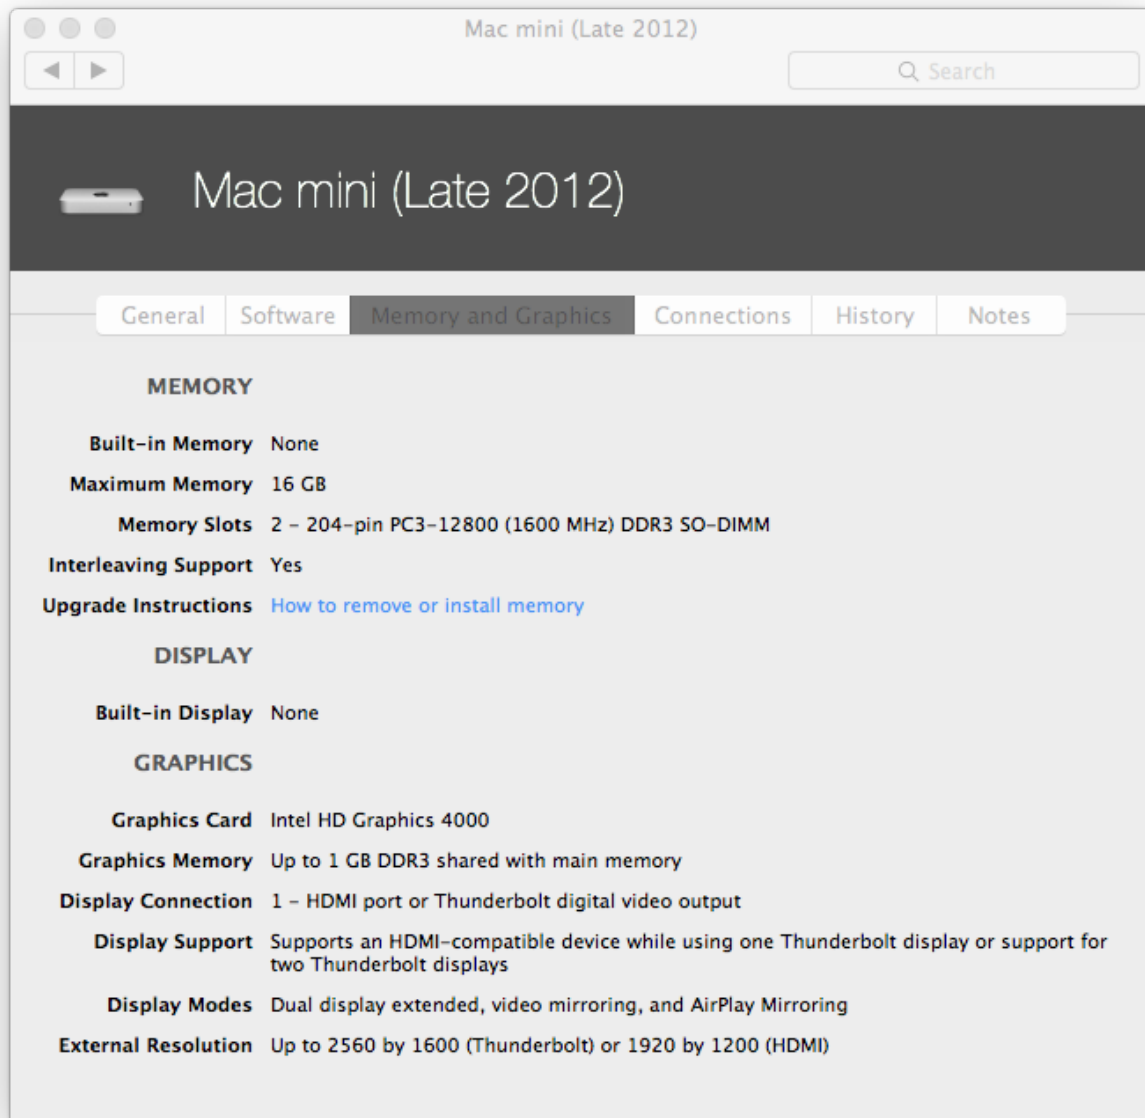 Mac mini (Late 2012)
Search
Mac mini (Late 2012)
General Software Memory and Graphics Connections History Notes
MEMORY
Built-in Memory None
Maximum Memory 16 GB
Memory Slots 2 - 204-pin PC3-12800 (1600 MHz) DDR3 SO-DIMM
Interleaving Support Yes
Upgrade Instructions How to remove or install memory
DISPLAY
Built-in Display None
GRAPHICS
Graphics Card Intel HD Graphics 4000
Graphics Memory Up to 1 GB DDR3 shared with main memory
Display Connection 1 - HDMI port or Thunderbolt digital video output
Display Support Supports an HDMI-compatible device while using one Thunderbolt display or support for
two Thunderbolt displays
Display Modes Dual display extended, video mirroring, and AirPlay Mirroring
External Resolution Up to 2560 by 1600 (Thunderbolt) or 1920 by 1200 (HDMI)